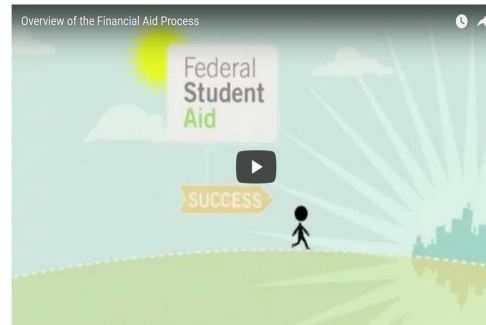 Overview of the Financial Aid Process
Federal
Student
Aid
SUCCESS